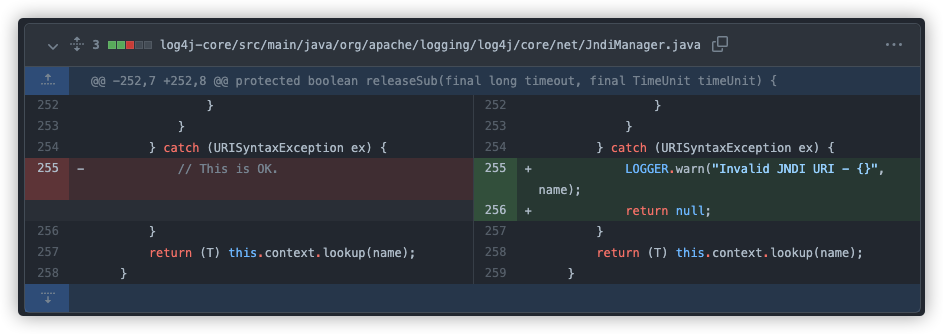 3 log4j-core/src/main/java/org/apache/logging/log4j/core/net/JndiManager.java ...
@@ -252,7 +252,8 @@ protected boolean releaseSub(final long timeout, final TimeUnit timeUnit) {
252 }
253 }
254 } catch (URISyntaxException ex) {
255 - // This is OK.
256 }
257 return (T) this.context.lookup(name);
258 }
252 }
253 }
254 } catch (URISyntaxException ex) {
255 + LOGGER.warn("Invalid JNDI URI - {}",
name);
256 + return null;
257 }
258 return (T) this.context.lookup(name);
259 }